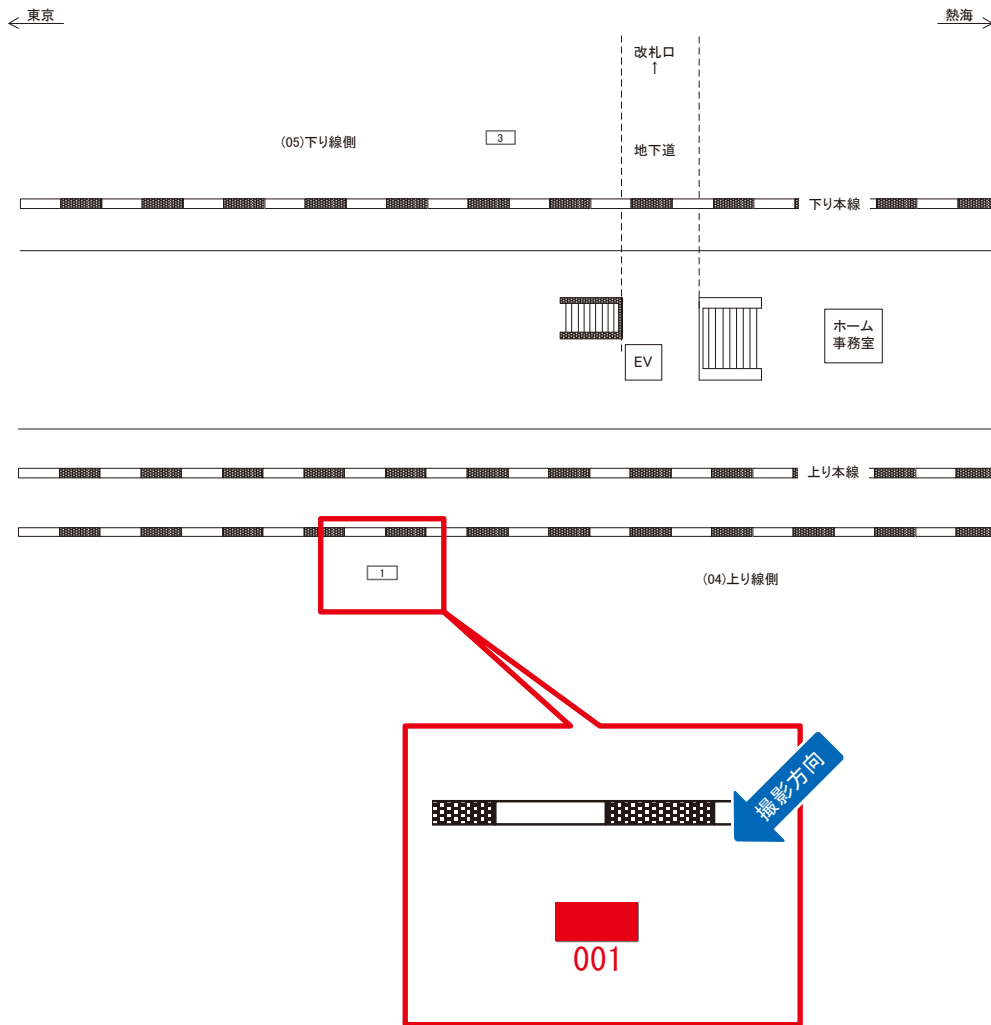 東京
熱海
改札口
↑
(05)下り線側
3
地下道
下り本線
ホーム
事務室
EV
上り本線
1
(04)上り線側
撮影方向
001